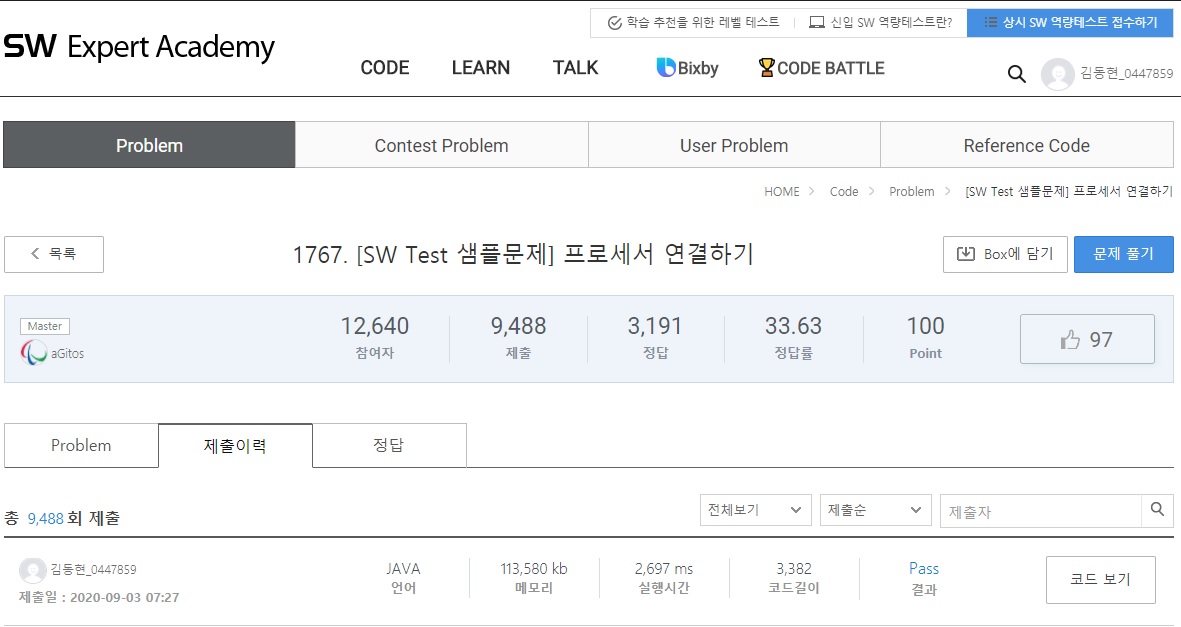 학습 추천을 위한 레벨 테스트 신입 SW 역량테스트란? 상시 SW 역량테스트 접수하기
SW Expert Academy
CODE LEARN TALK Bixby CODE BATTLE
김동현_0447859
Problem Contest Problem User Problem Reference Code
HOME > Code > Problem > [SW Test 샘플문제] 프로세서 연결하기
< 목록
1767. [SW Test 샘플문제] 프로세서 연결하기
Box에 담기 문제 풀기
Master
aGitos
12,640 9,488 3,191 33.63 100
참여자 제출 정답 정답률 Point
97
Problem 제출이력 정답
총 9,488 회 제출
전체보기 제출순 제출자
김동현_0447859
제출일 : 2020-09-03 07:27
JAVA 113,580 kb 2,697 ms 3,382 Pass
언어 메모리 실행시간 코드길이 결과
코드 보기